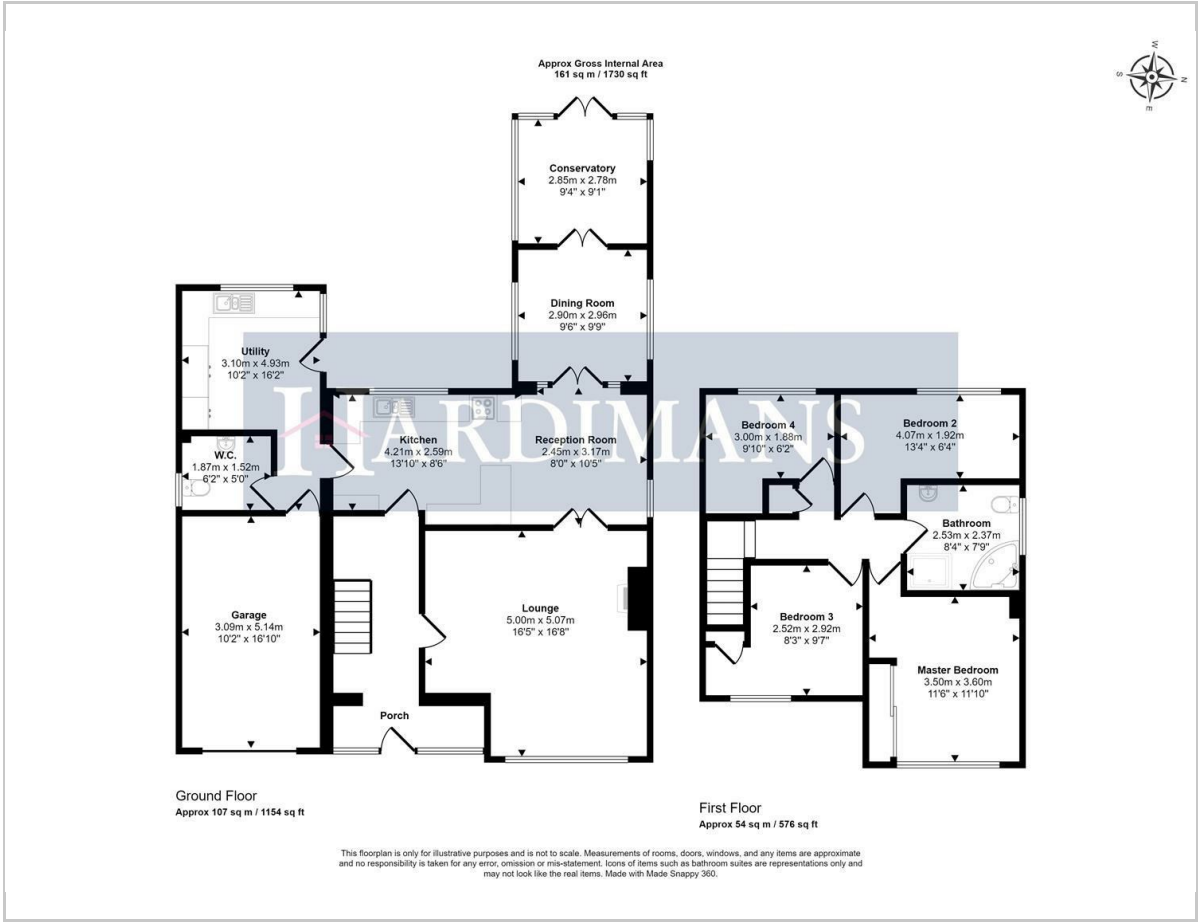 Approx Gross Internal Area
161 sq m / 1730 sq ft
W
S
N
E
Conservatory
2.85m x 2.78m
9'4" x 9'1"
Dining Room
2.90m x 2.96m
9'6" x 9'9"
Utility
3.10m x 4.93m
10'2" x 16'2"
HARDIMANS
Kitchen
4.21m x 2.59m
13'10" x 8'6"
Reception Room
2.45m x 3.17m
8'0" x 10'5"
W.C.
1.87m x 1.52m
6'2" x 5'0"
Bedroom 4
3.00m x 1.88m
9'10" x 6'2"
Bedroom 2
4.07m x 1.92m
13'4" x 6'4"
Bathroom
2.53m x 2.37m
8'4" x 7'9"
Garage
3.09m x 5.14m
10'2" x 16'10"
Lounge
5.00m x 5.07m
16'5" x 16'8"
Bedroom 3
2.52m x 2.92m
8'3" x 9'7"
Master Bedroom
3.50m x 3.60m
11'6" x 11'10"
Porch
Ground Floor
Approx 107 sq m / 1154 sq ft
First Floor
Approx 54 sq m / 576 sq ft
This floorplan is only for illustrative purposes and is not to scale. Measurements of rooms, doors, windows, and any items are approximate
and no responsibility is taken for any error, omission or mis-statement. Icons of items such as bathroom suites are representations only and
may not look like the real items. Made with Made Snappy 360.